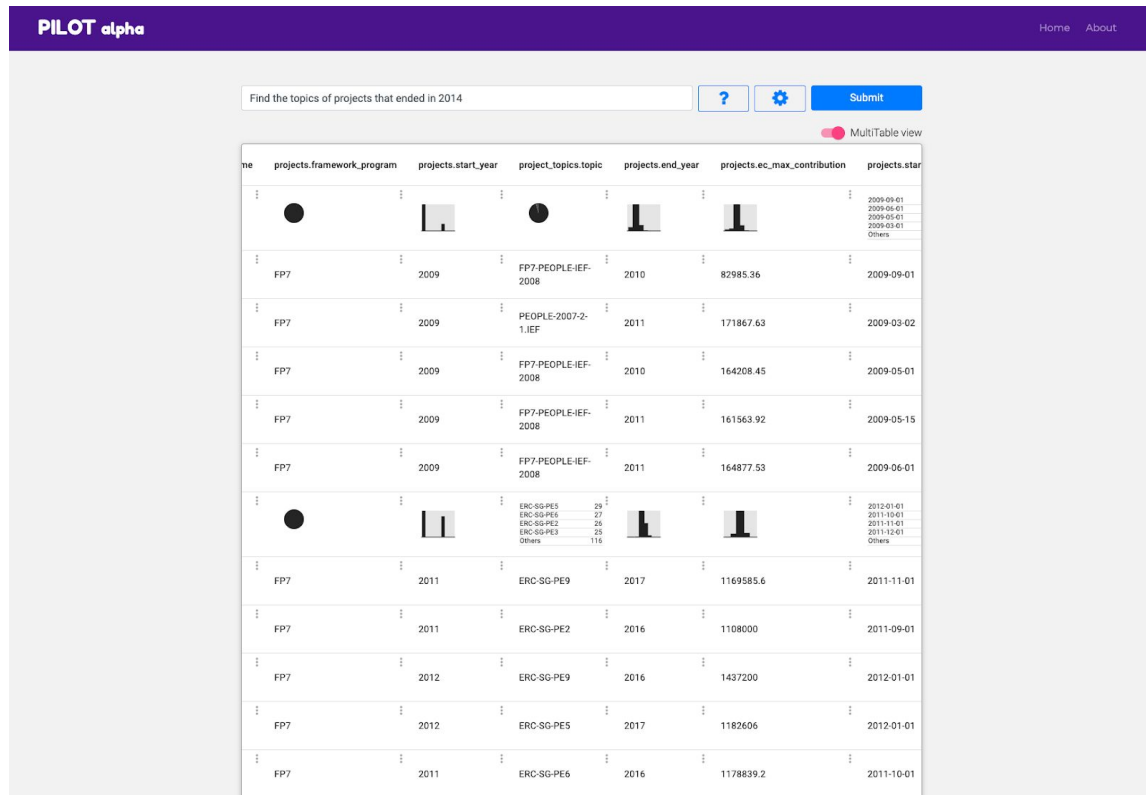 PILOT alpha
Home About
Find the topics of projects that ended in 2014
? Submit
MultiTable view
me projects.framework_program projects.start_year project_topics.topic projects.end_year projects.ec_max_contribution projects.star
2009-09-01
2009-06-01
2009-05-01
2009-03-01
Others
FP7 2009 FP7-PEOPLE-IEF-
2008 2010 82985.36 2009-09-01
FP7 2009 PEOPLE-2007-2-
1.IEF 2011 171867.63 2009-03-02
FP7 2009 FP7-PEOPLE-IEF-
2008 2010 164208.45 2009-05-01
FP7 2009 FP7-PEOPLE-IEF-
2008 2011 161563.92 2009-05-15
FP7 2009 FP7-PEOPLE-IEF-
2008 2011 164877.53 2009-06-01
ERC-SG-PE5 29
ERC-SG-PE6 27
ERC-SG-PE2 26
ERC-SG-PE3 25
Others 116
2012-01-01
2011-10-01
2011-11-01
2011-12-01
Others
FP7 2011 ERC-SG-PE9 2017 1169585.6 2011-11-01
FP7 2011 ERC-SG-PE2 2016 1108000 2011-09-01
FP7 2012 ERC-SG-PE9 2016 1437200 2012-01-01
FP7 2012 ERC-SG-PE5 2017 1182606 2012-01-01
FP7 2011 ERC-SG-PE6 2016 1178839.2 2011-10-01